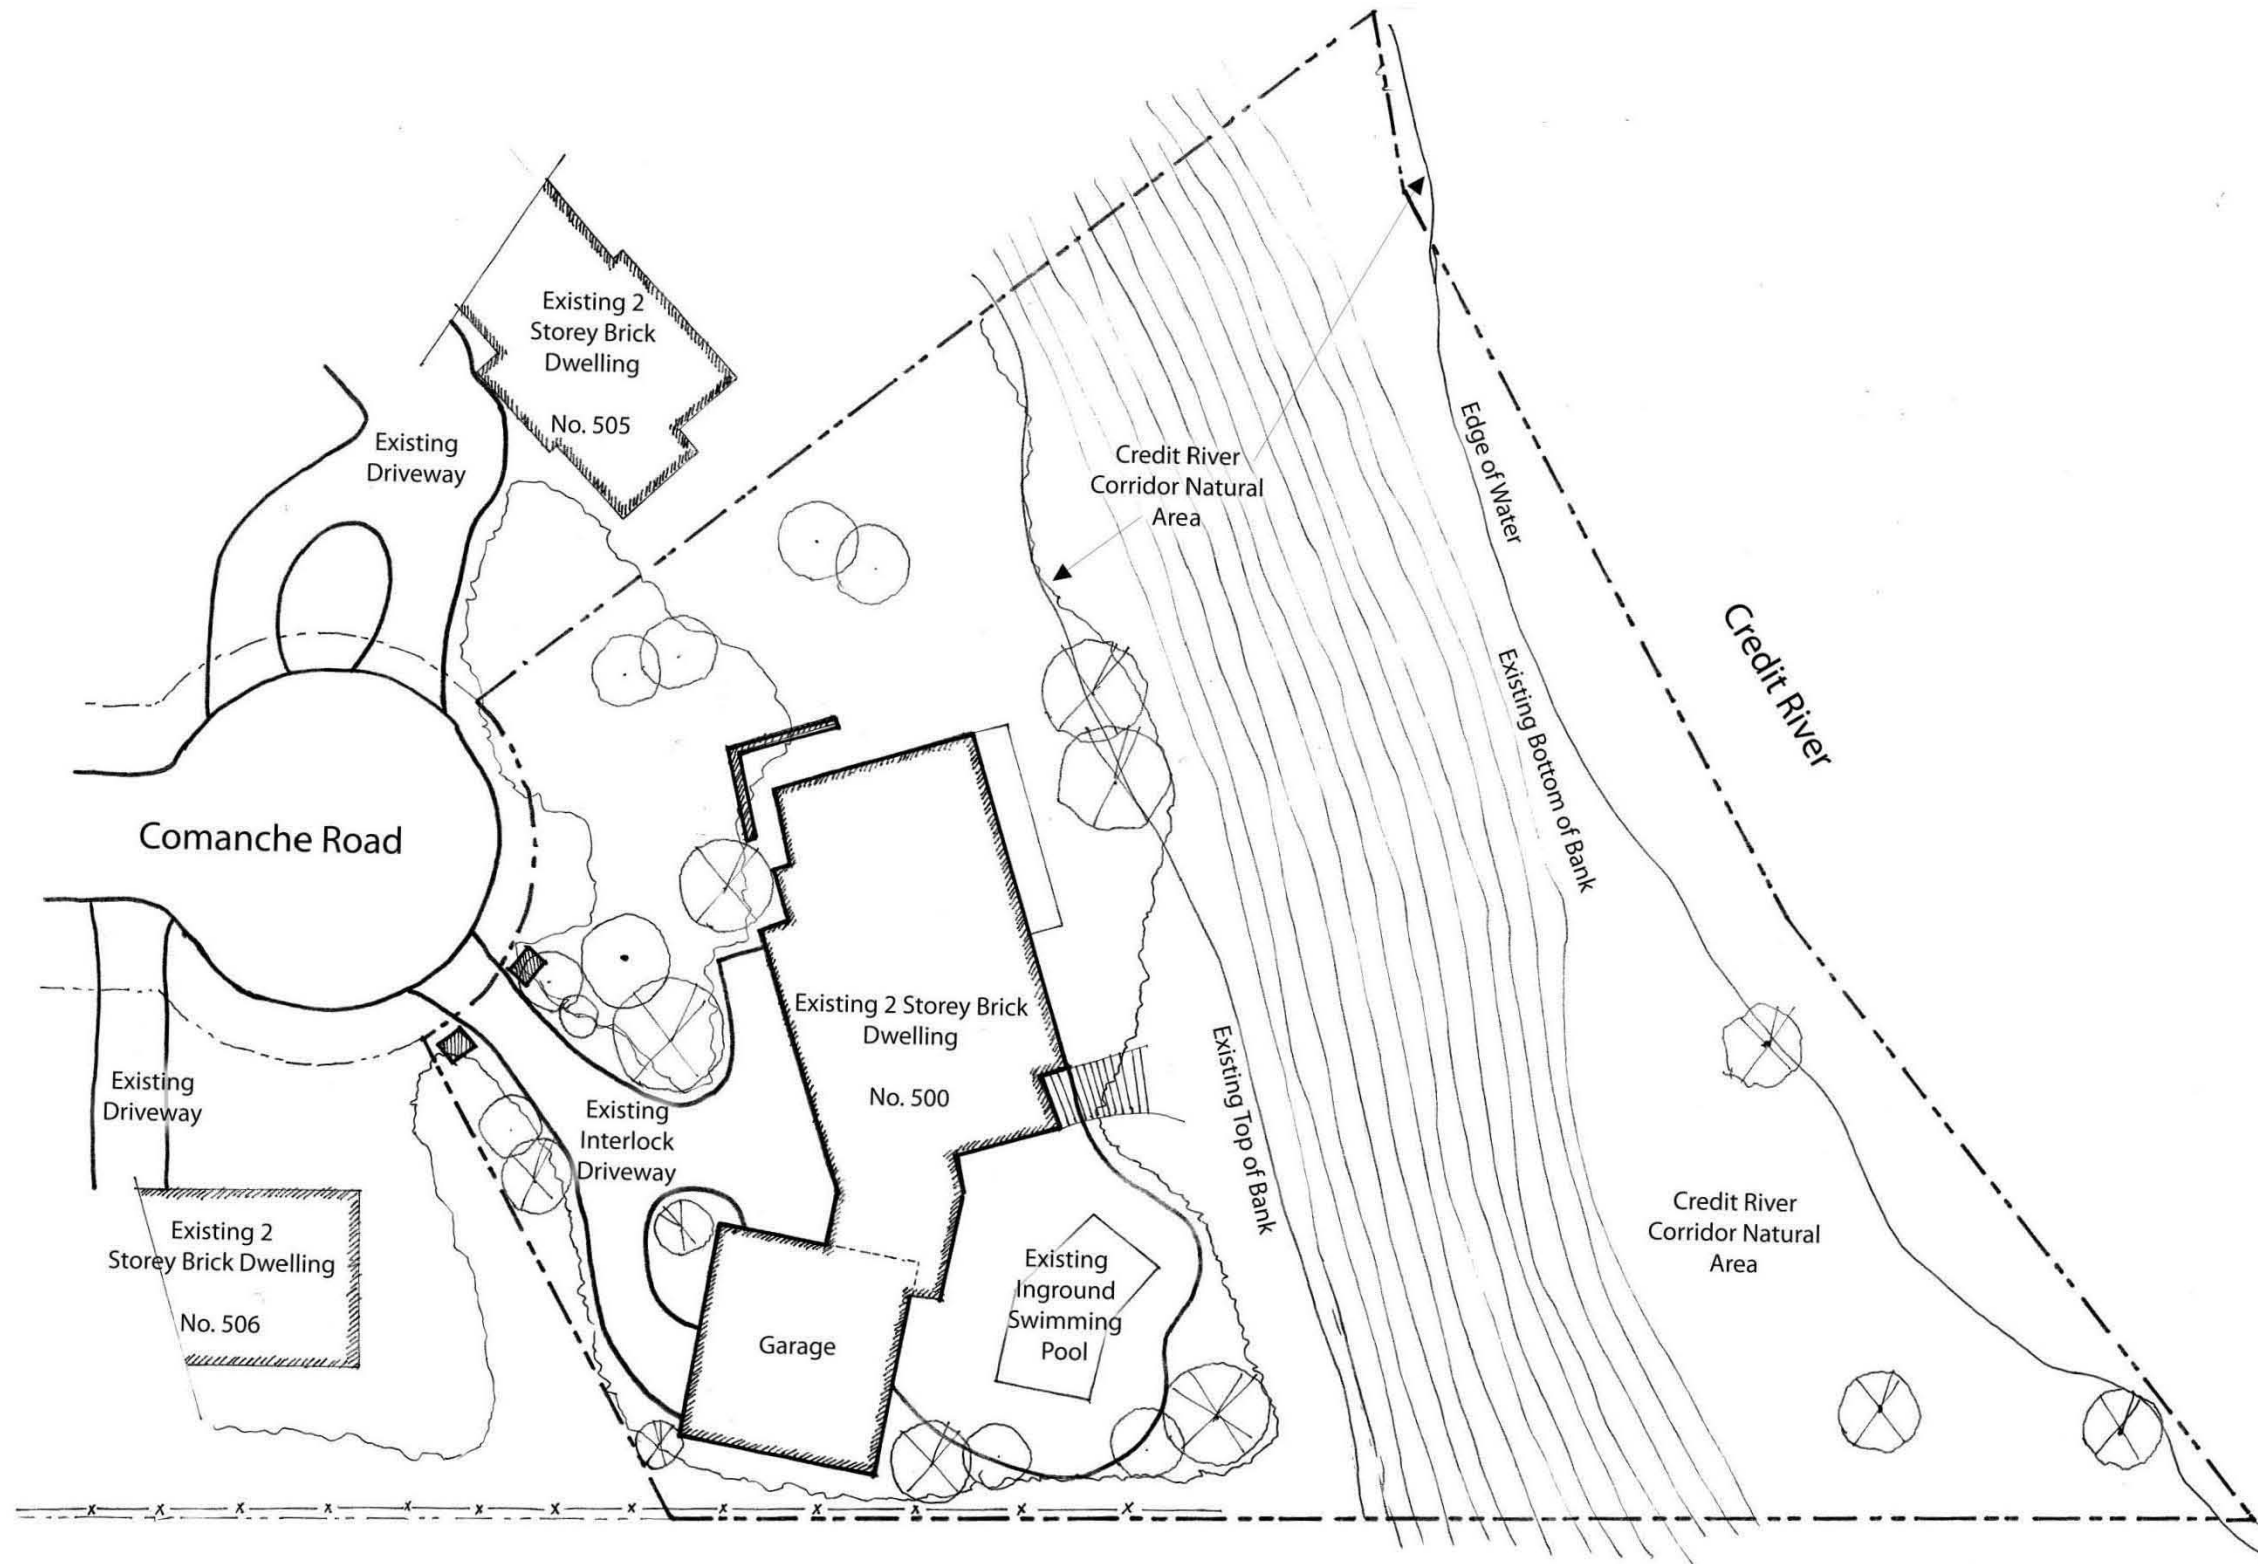 Existing 2
Storey Brick
Dwelling
No. 505
Existing
Driveway
Credit River
Corridor Natural
Area
Edge of Water
Credit River
Existing Bottom of Bank
Comanche Road
Existing 2 Storey Brick
Dwelling
No. 500
Existing Top of Bank
Existing
Driveway
Existing
Interlock
Driveway
Existing 2
Storey Brick Dwelling
No. 506
Garage
Existing
Inground
Swimming
Pool
Credit River
Corridor Natural
Area
x x x x x x x x x x x x x x